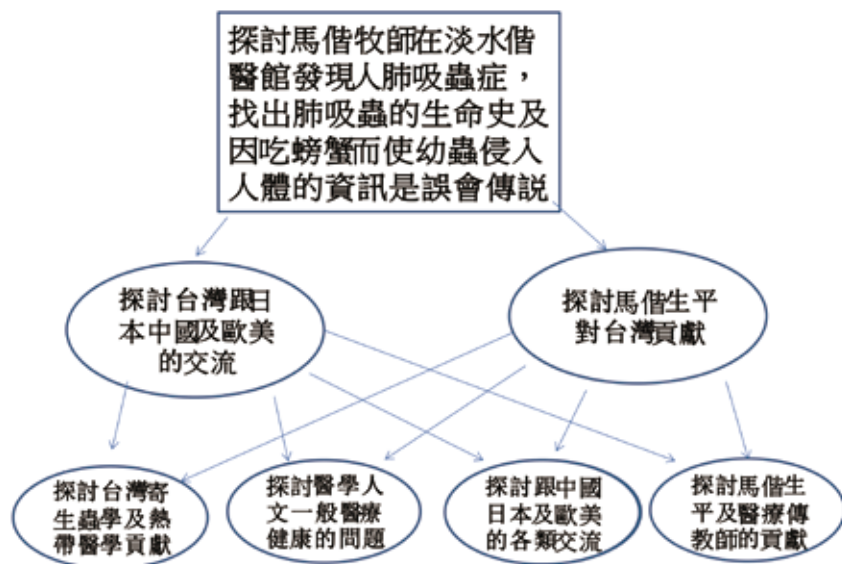 探討馬偕牧師在淡水偕
醫館發現人肺吸蟲症，
找出肺吸蟲的生命史及
因吃螃蟹而使幼蟲侵入
人體的資訊是誤會傳説
探討台灣跟日
本中國及歐美
的交流
探討馬偕生平
對台灣貢獻
探討台灣寄
生蟲學及熱
帶醫學貢獻
探討醫學人
文一般醫療
健康的問題
探討跟中國
日本及歐美
的各類交流
探討馬偕生
平及醫療傳
教師的貢獻